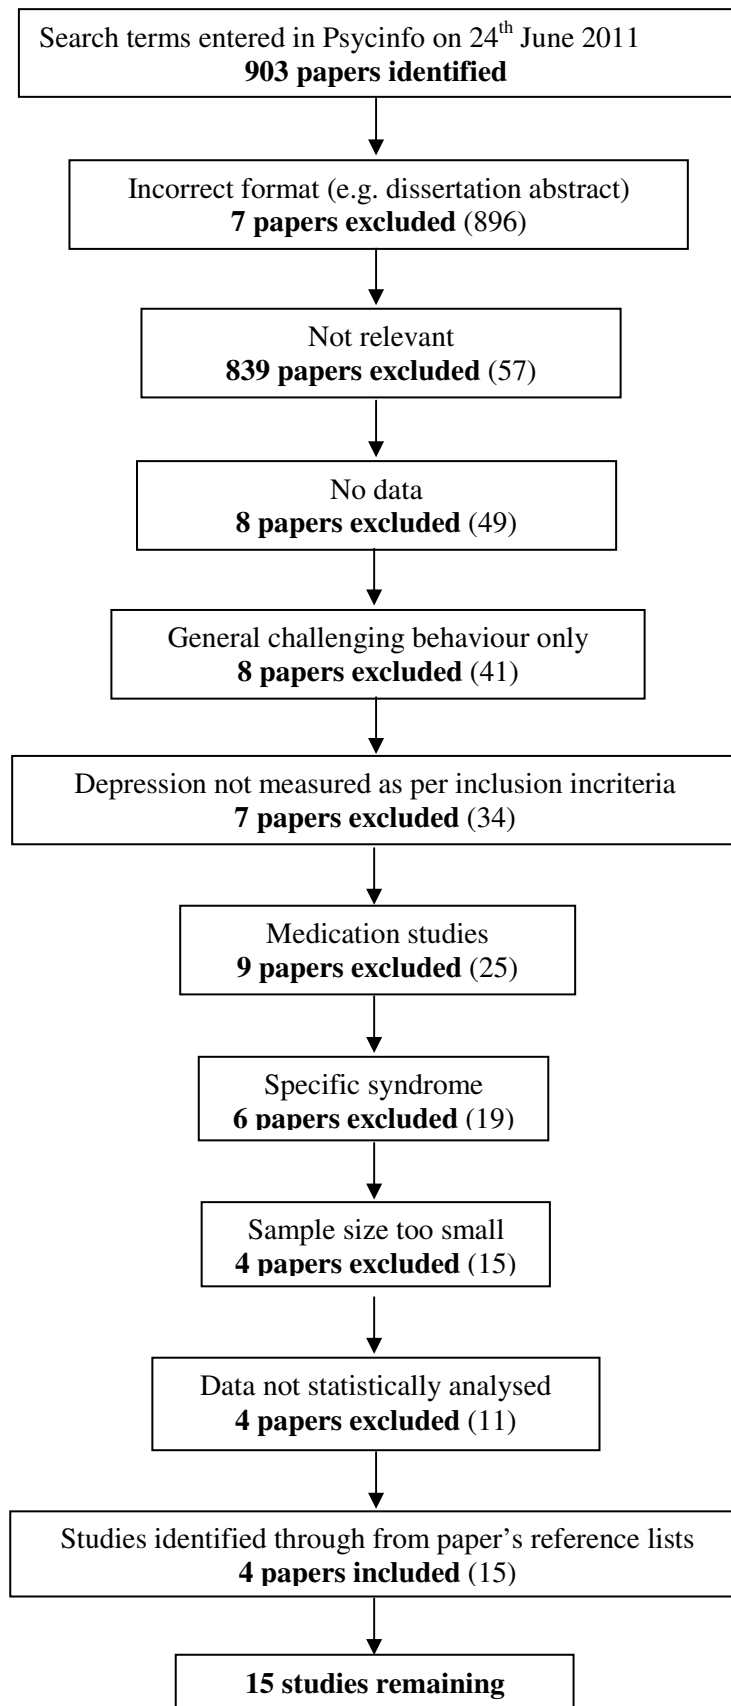 Search terms entered in Psycinfo on 24th June 2011
903 papers identified
Incorrect format (e.g. dissertation abstract)
7 papers excluded (896)
Not relevant
839 papers excluded (57)
No data
8 papers excluded (49)
General challenging behaviour only
8 papers excluded (41)
Depression not measured as per inclusion incriteria
7 papers excluded (34)
Medication studies
9 papers excluded (25)
Specific syndrome
6 papers excluded (19)
Sample size too small
4 papers excluded (15)
Data not statistically analysed
4 papers excluded (11)
Studies identified through from paper's reference lists
4 papers included (15)
15 studies remaining